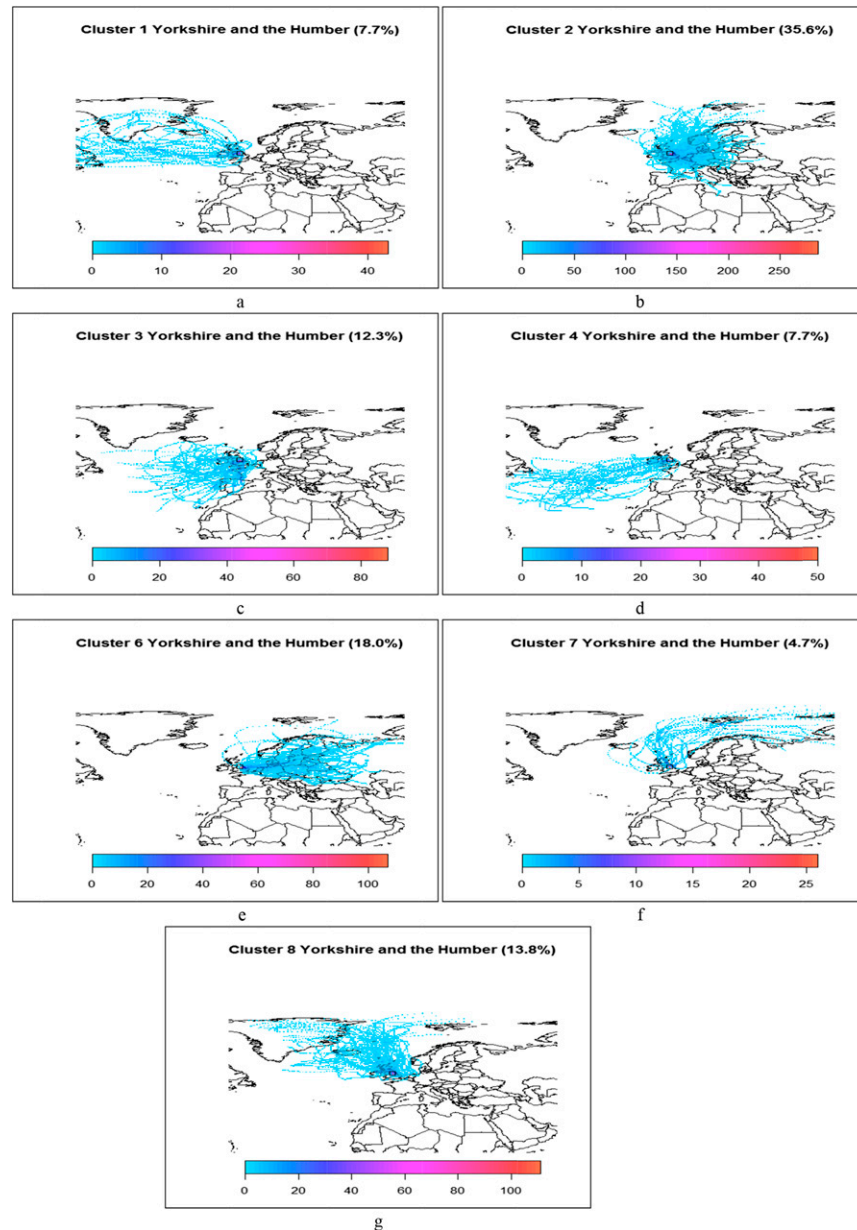 Cluster 1 Yorkshire and the Humber (7.7%)
0 10 20 30 40
a
Cluster 2 Yorkshire and the Humber (35.6%)
0 50 100 150 200 250
b
Cluster 3 Yorkshire and the Humber (12.3%)
0 20 40 60 80
c
Cluster 4 Yorkshire and the Humber (7.7%)
0 10 20 30 40 50
d
Cluster 6 Yorkshire and the Humber (18.0%)
0 20 40 60 80 100
e
Cluster 7 Yorkshire and the Humber (4.7%)
0 5 10 15 20 25
f
Cluster 8 Yorkshire and the Humber (13.8%)
0 20 40 60 80 100
g